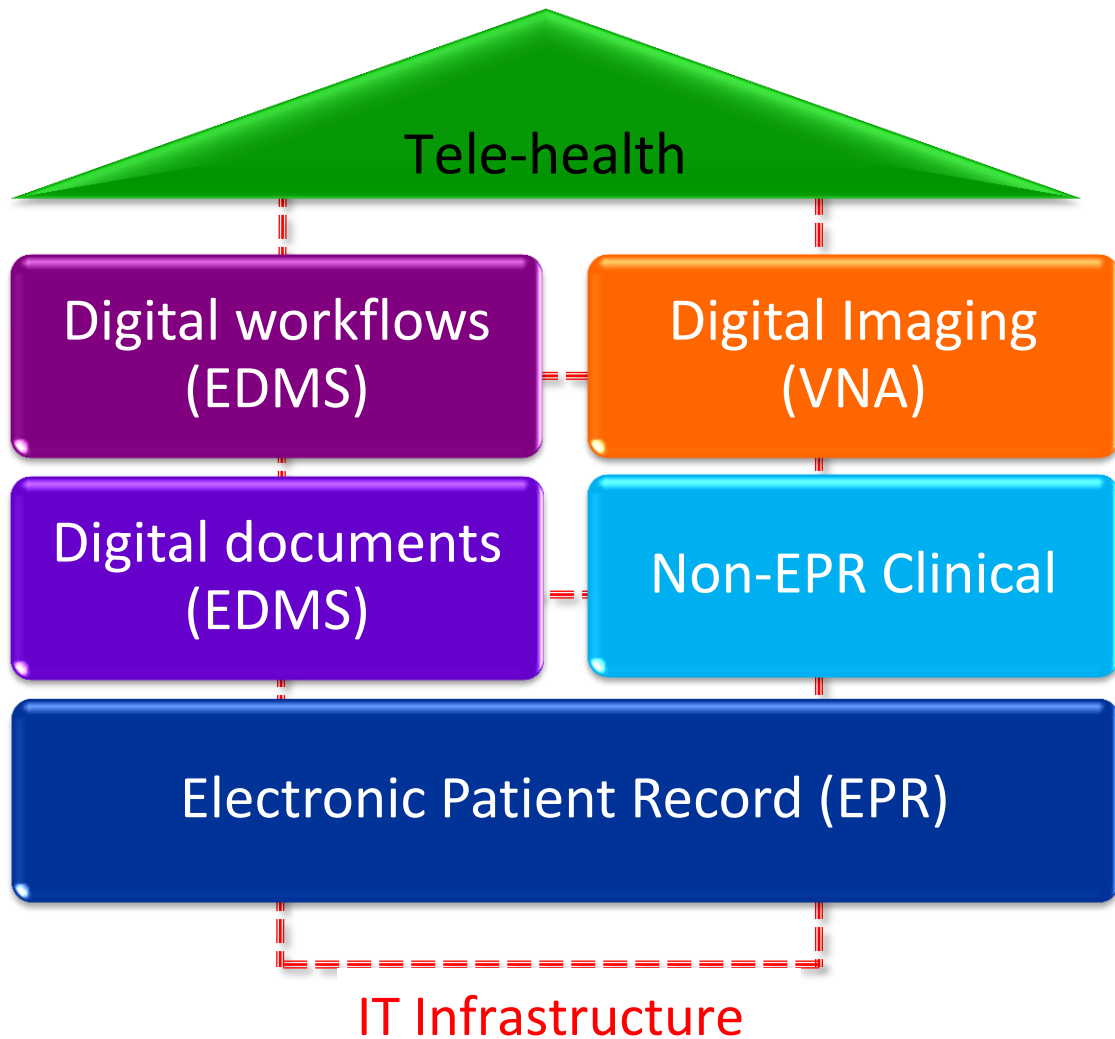 Tele-health
Digital workflows
(EDMS)
Digital Imaging
(VNA)
Digital documents
(EDMS)
Non-EPR Clinical
Electronic Patient Record (EPR)
IT Infrastructure